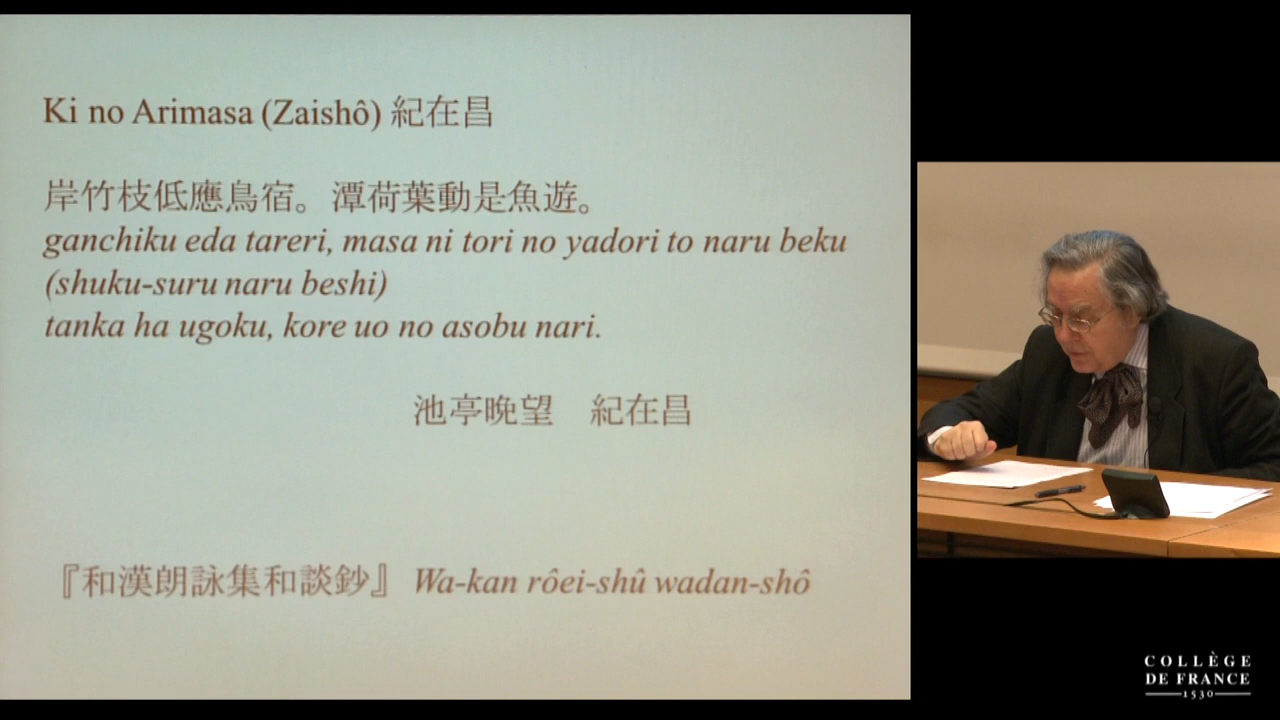 Ki no Arimasa (Zaishô) 紀在昌
岸竹枝低應鳥宿。潭荷葉動是魚遊。
ganchiku eda tareri, masa ni tori no yadori to naru beku
(shuku-suru naru beshi)
tanka ha ugoku, kore uo no asobu nari.
池亭晩望　紀在昌
『和漢朗詠集和談鈔』 Wa-kan rôei-shû wadan-shô
COLLÈGE
DE FRANCE
1530